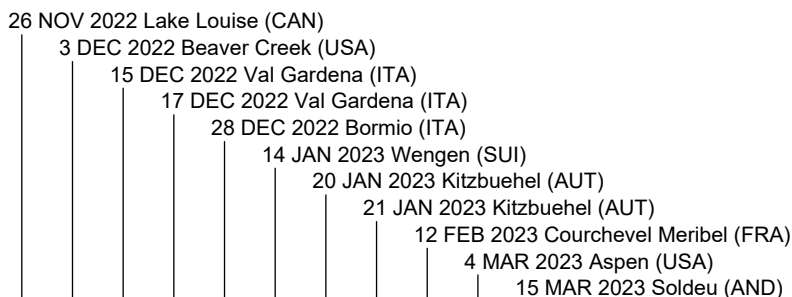 26 NOV 2022 Lake Louise (CAN)
3 DEC 2022 Beaver Creek (USA)
15 DEC 2022 Val Gardena (ITA)
17 DEC 2022 Val Gardena (ITA)
28 DEC 2022 Bormio (ITA)
14 JAN 2023 Wengen (SUI)
20 JAN 2023 Kitzbuehel (AUT)
21 JAN 2023 Kitzbuehel (AUT)
12 FEB 2023 Courchevel Meribel (FRA)
4 MAR 2023 Aspen (USA)
15 MAR 2023 Soldeu (AND)